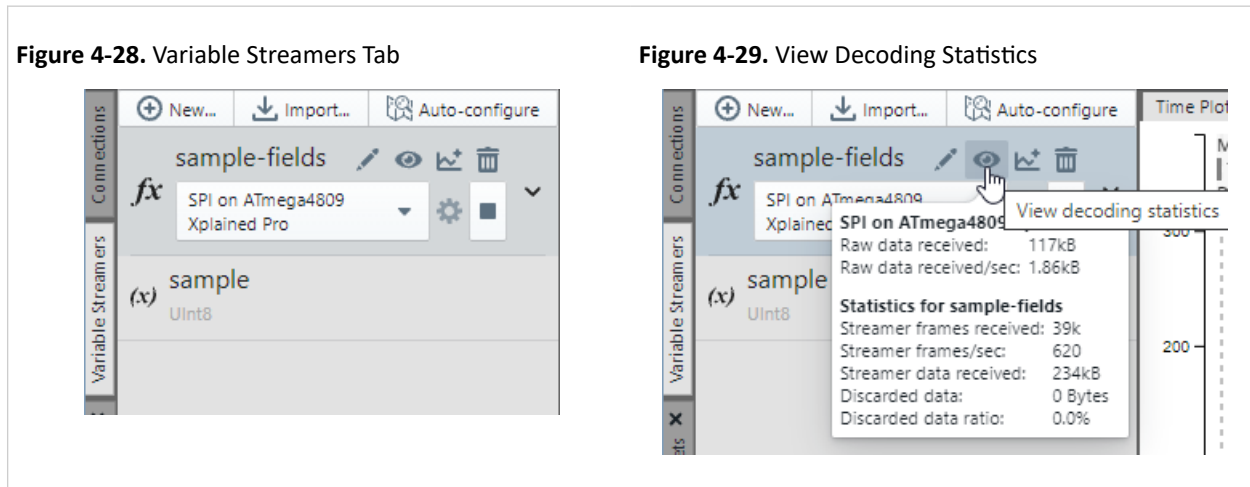 Figure 4-28. Variable Streamers Tab
Connections
Variable Streamers
New...
Import...
Auto-configure
sample-fields
fx
SPI on ATmega4809
Xplained Pro
(x)
sample
UInt8
Figure 4-29. View Decoding Statistics
Connections
Variable Streamers
New...
Import...
Auto-configure
Time Plot
sample-fields
fx
SPI on ATmega4809
View decoding statistics
SPI on ATmega4809
Raw data received: 117kB
Raw data received/sec: 1.86kB
(x)
sample
UInt8
Statistics for sample-fields
Streamer frames received: 39k
Streamer frames/sec: 620
Streamer data received: 234kB
Discarded data: 0 Bytes
Discarded data ratio: 0.0%
300
200